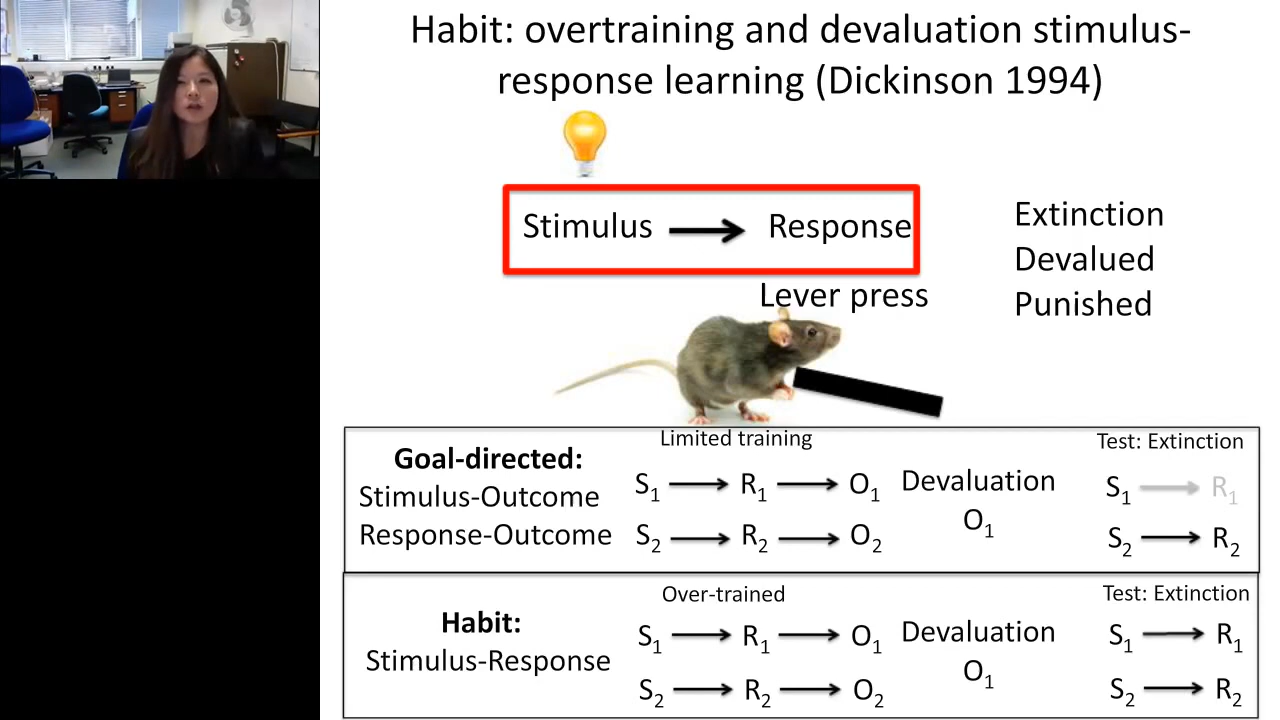 Habit: overtraining and devaluation stimulus-
response learning (Dickinson 1994)
Stimulus → Response
Extinction
Devalued
Punished
Lever press
Limited training
Test: Extinction
Goal-directed:
Stimulus-Outcome
Response-Outcome
S1 → R1 → O1
S2 → R2 → O2
Devaluation
O1
S1 → R1
S2 → R2
Over-trained
Test: Extinction
Habit:
Stimulus-Response
S1 → R1 → O1
S2 → R2 → O2
Devaluation
O1
S1 → R1
S2 → R2